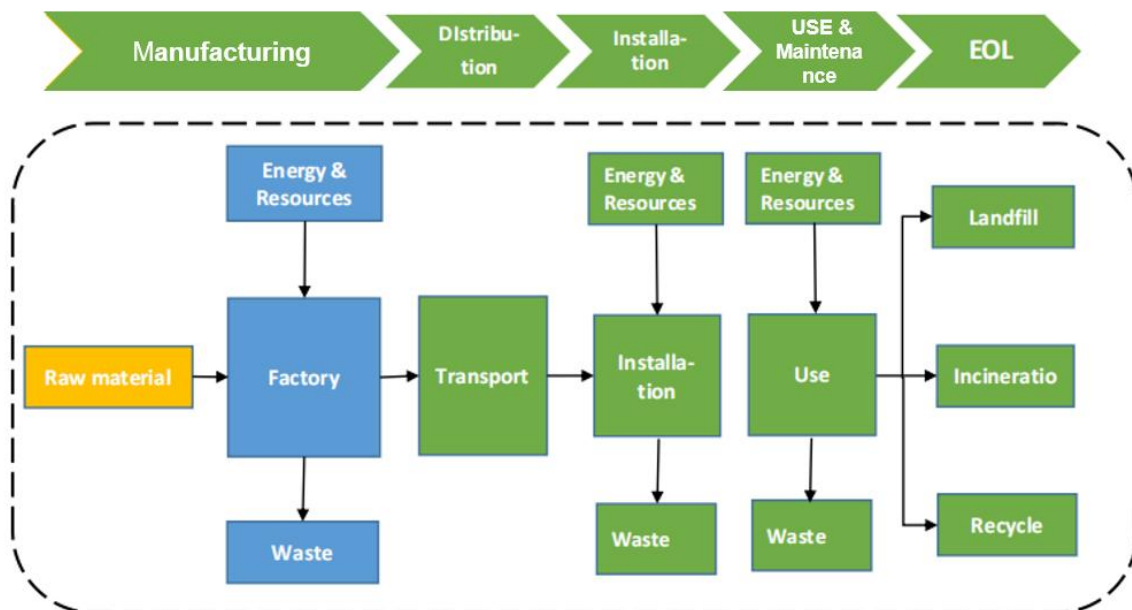 Manufacturing
DIstribu-
tion
Installa-
tion
USE &
Maintena
nce
EOL
Energy &
Resources
Energy &
Resources
Energy &
Resources
Landfill
Raw material
Factory
Transport
Installa-
tion
Use
Incineratio
Waste
Waste
Waste
Recycle